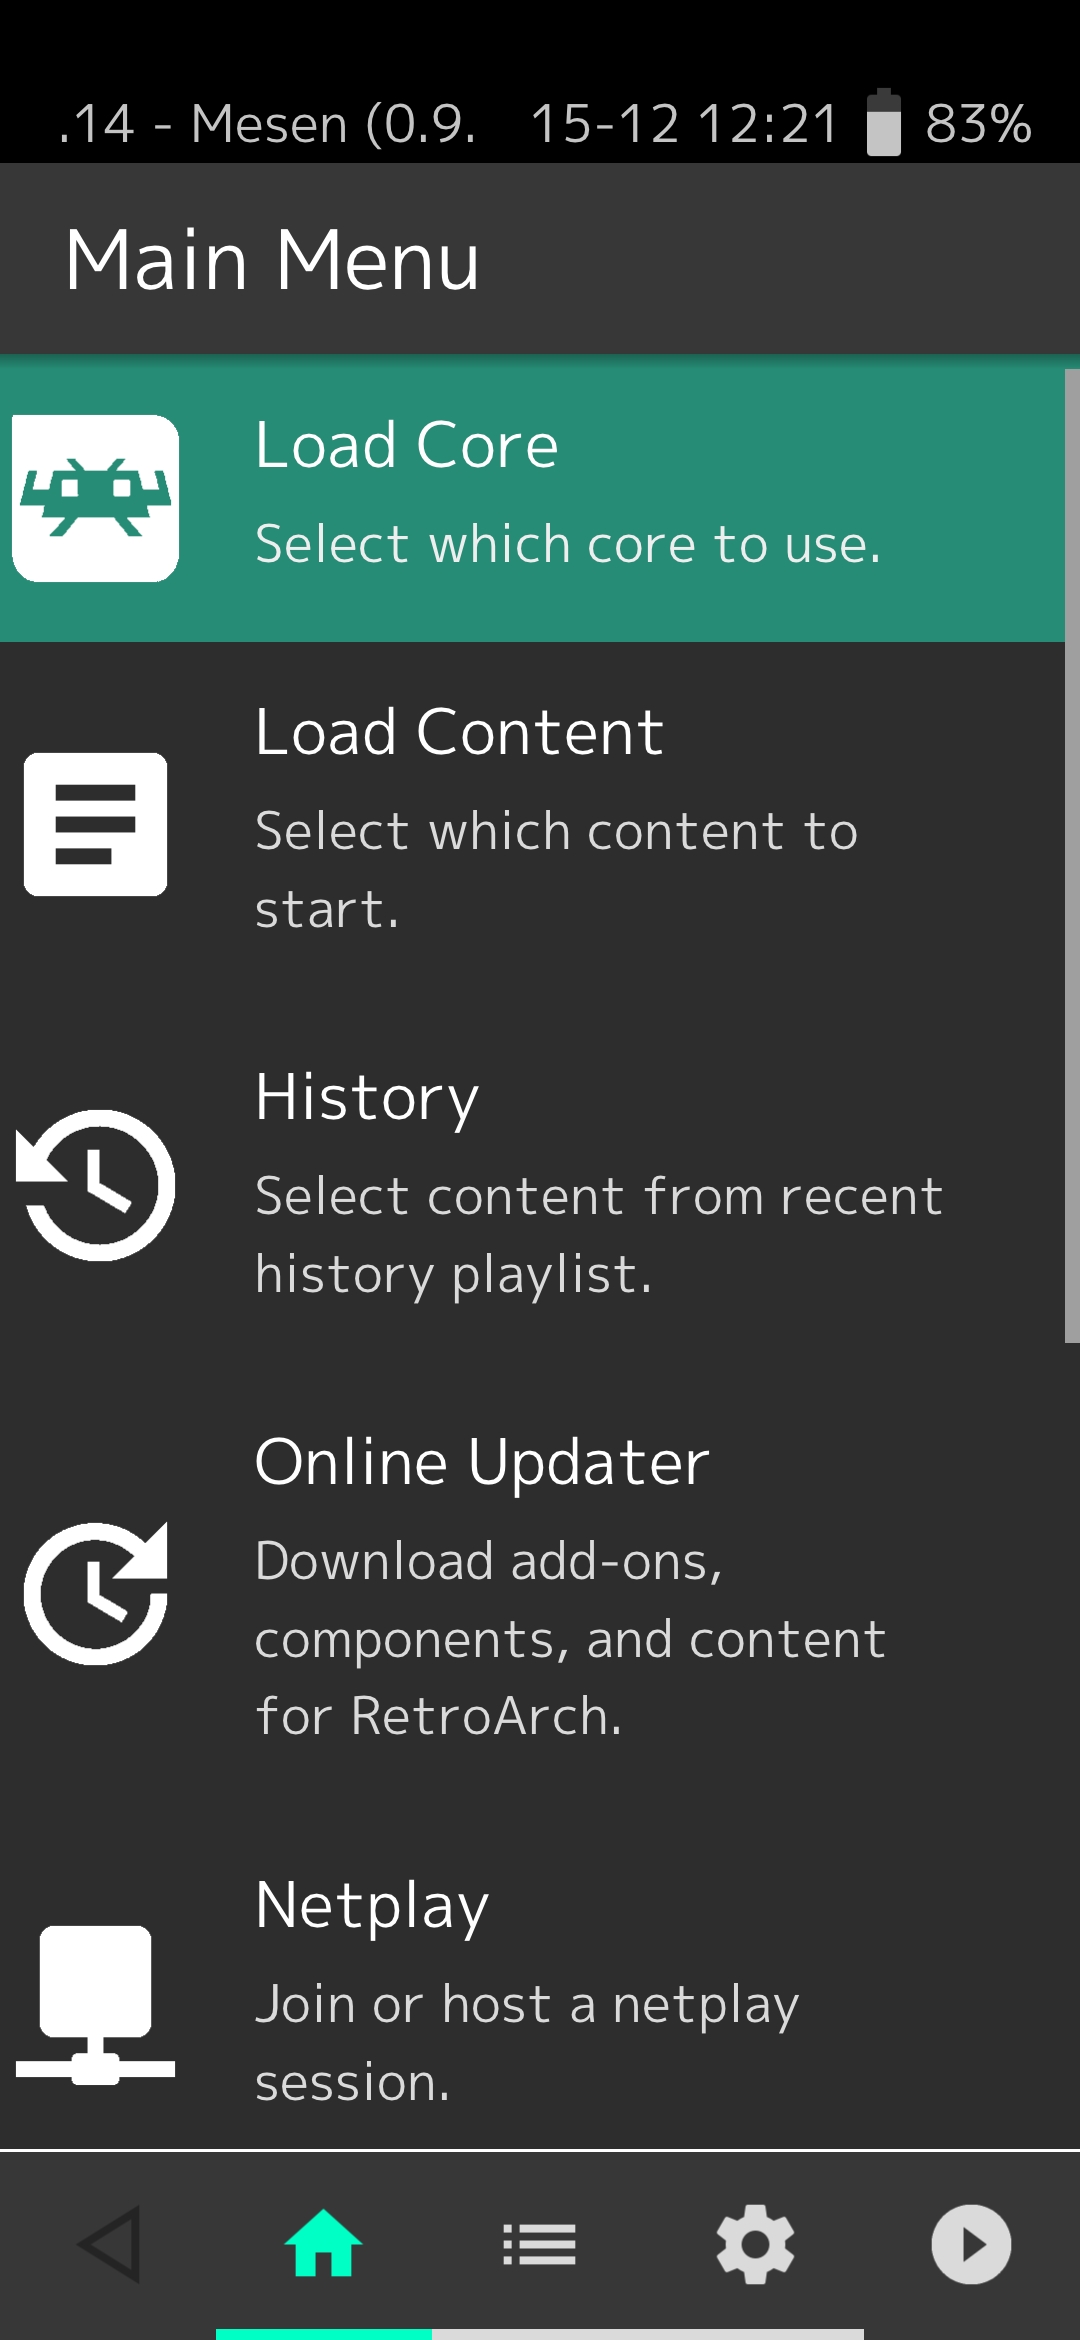 .14 - Mesen (0.9. 15-12 12:21 83%
Main Menu
Load Core
Select which core to use.
Load Content
Select which content to
start.
History
Select content from recent
history playlist.
Online Updater
Download add-ons,
components, and content
for RetroArch.
Netplay
Join or host a netplay
session.